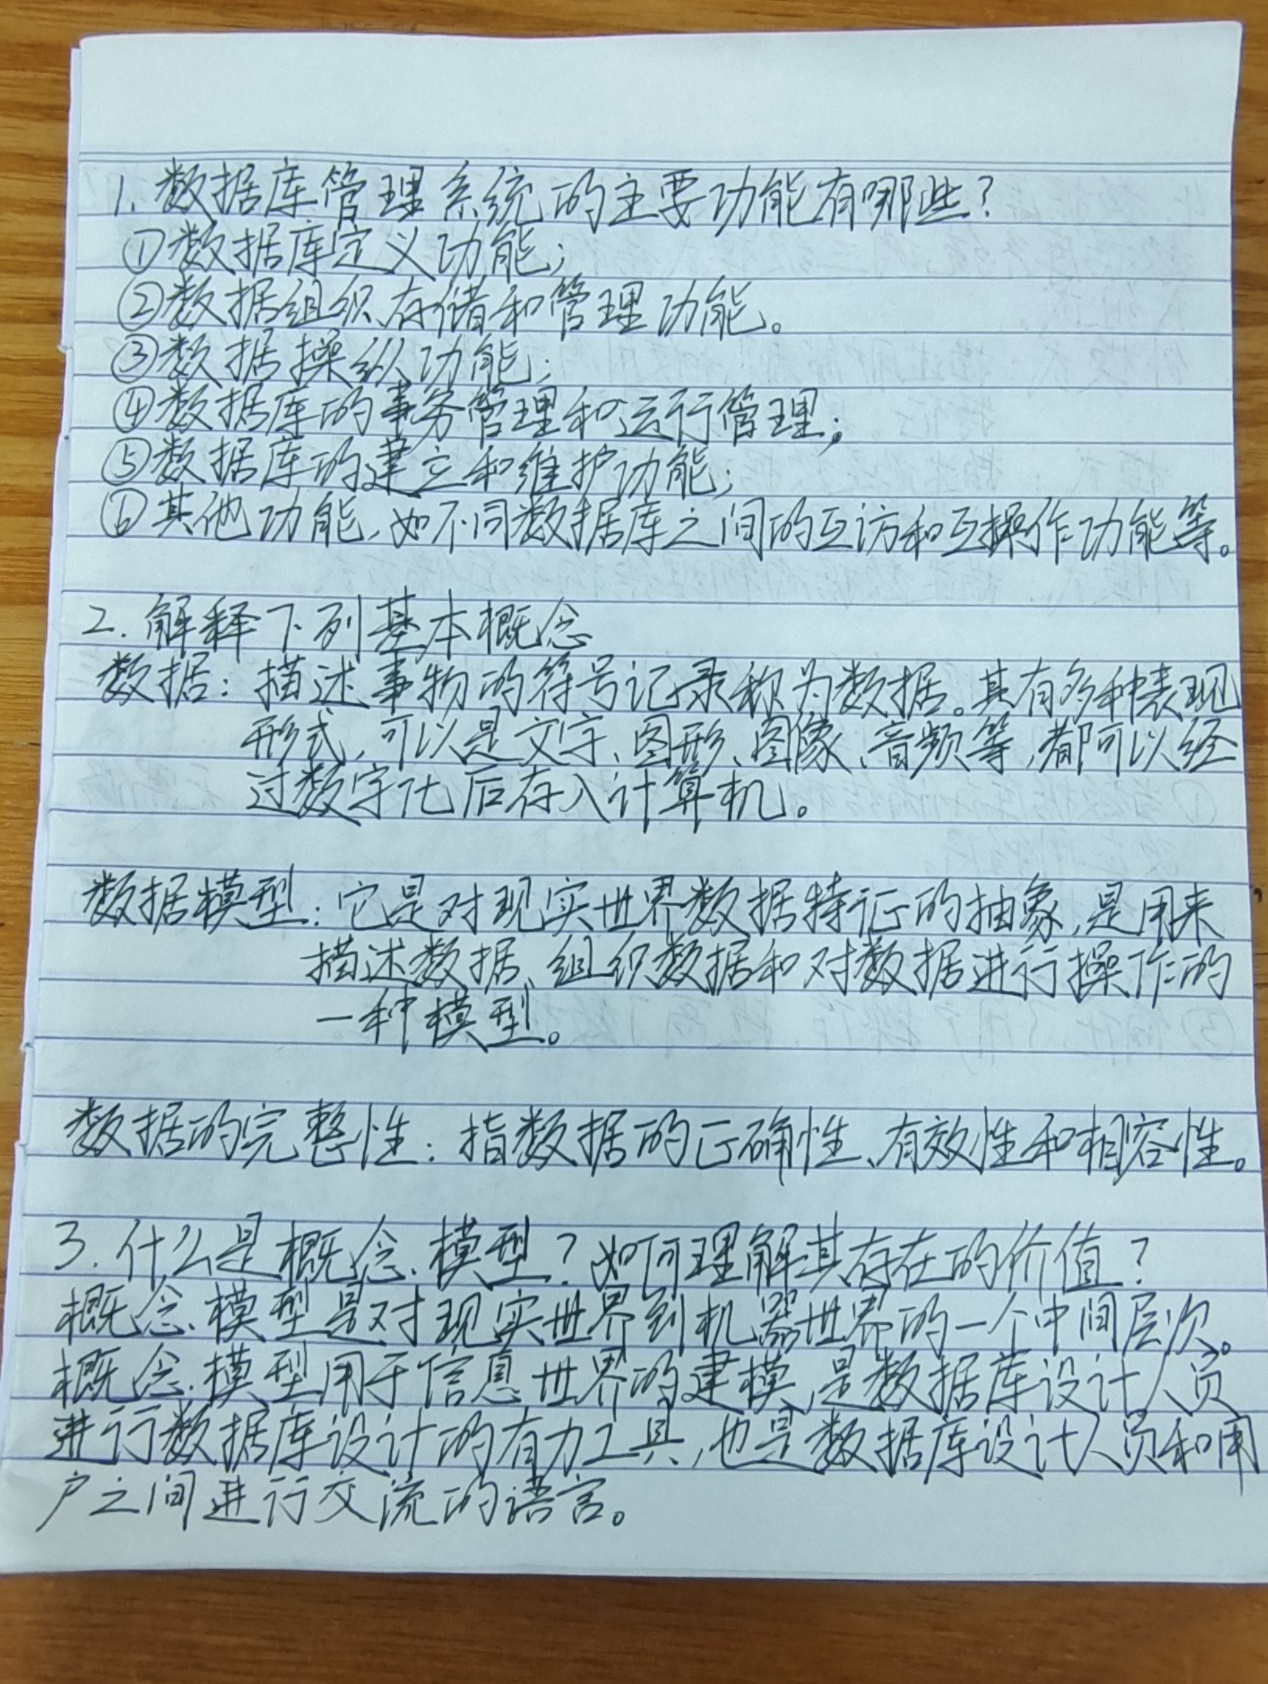 1. 数据库管理系统的主要功能有哪些？
①数据库定义功能；
②数据组织存储和管理功能。
③数据操纵功能；
④数据库的事务管理和运行管理；
⑤数据库的建立和维护功能；
⑥其他功能，如不同数据库之间的互访和互操作功能等。
2. 解释下列基本概念
数据：描述事物的符号记录称为数据。其有多种表现
形式，可以是文字、图形、图像、音频等，都可以经
过数字化后存入计算机。
数据模型：它是对现实世界数据特征的抽象，是用来
描述数据、组织数据和对数据进行操作的
一种模型。
数据的完整性：指数据的正确性、有效性和相容性。
3. 什么是概念模型？如何理解其存在的价值？
概念模型是对现实世界到机器世界的一个中间层次。
概念模型用于信息世界的建模，是数据库设计人员
进行数据库设计的有力工具，也是数据库设计人员和用
户之间进行交流的语言。